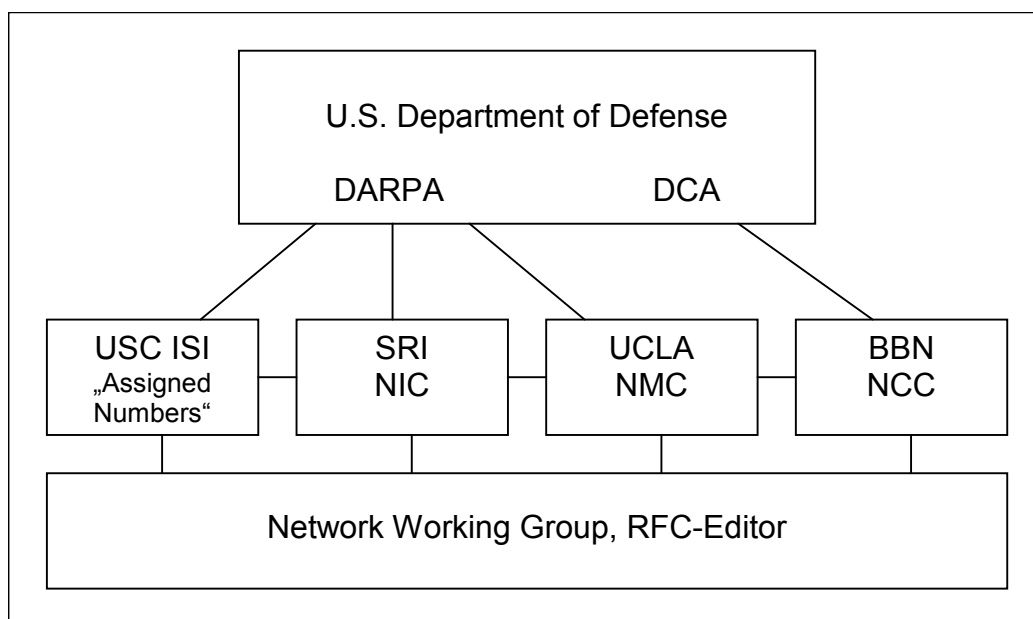 U.S. Department of Defense
DARPA DCA
USC ISI
„Assigned
Numbers“
SRI
NIC
UCLA
NMC
BBN
NCC
Network Working Group, RFC-Editor